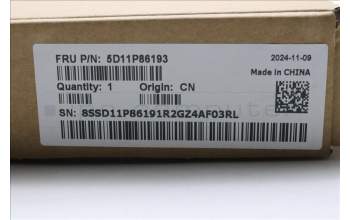 FRU P/N: 5D11P86193
2024-11-09
Made in CHINA
Quantity: 1 Origin: CN
SN: 8SSD11P86191R2GZ4AF03RL